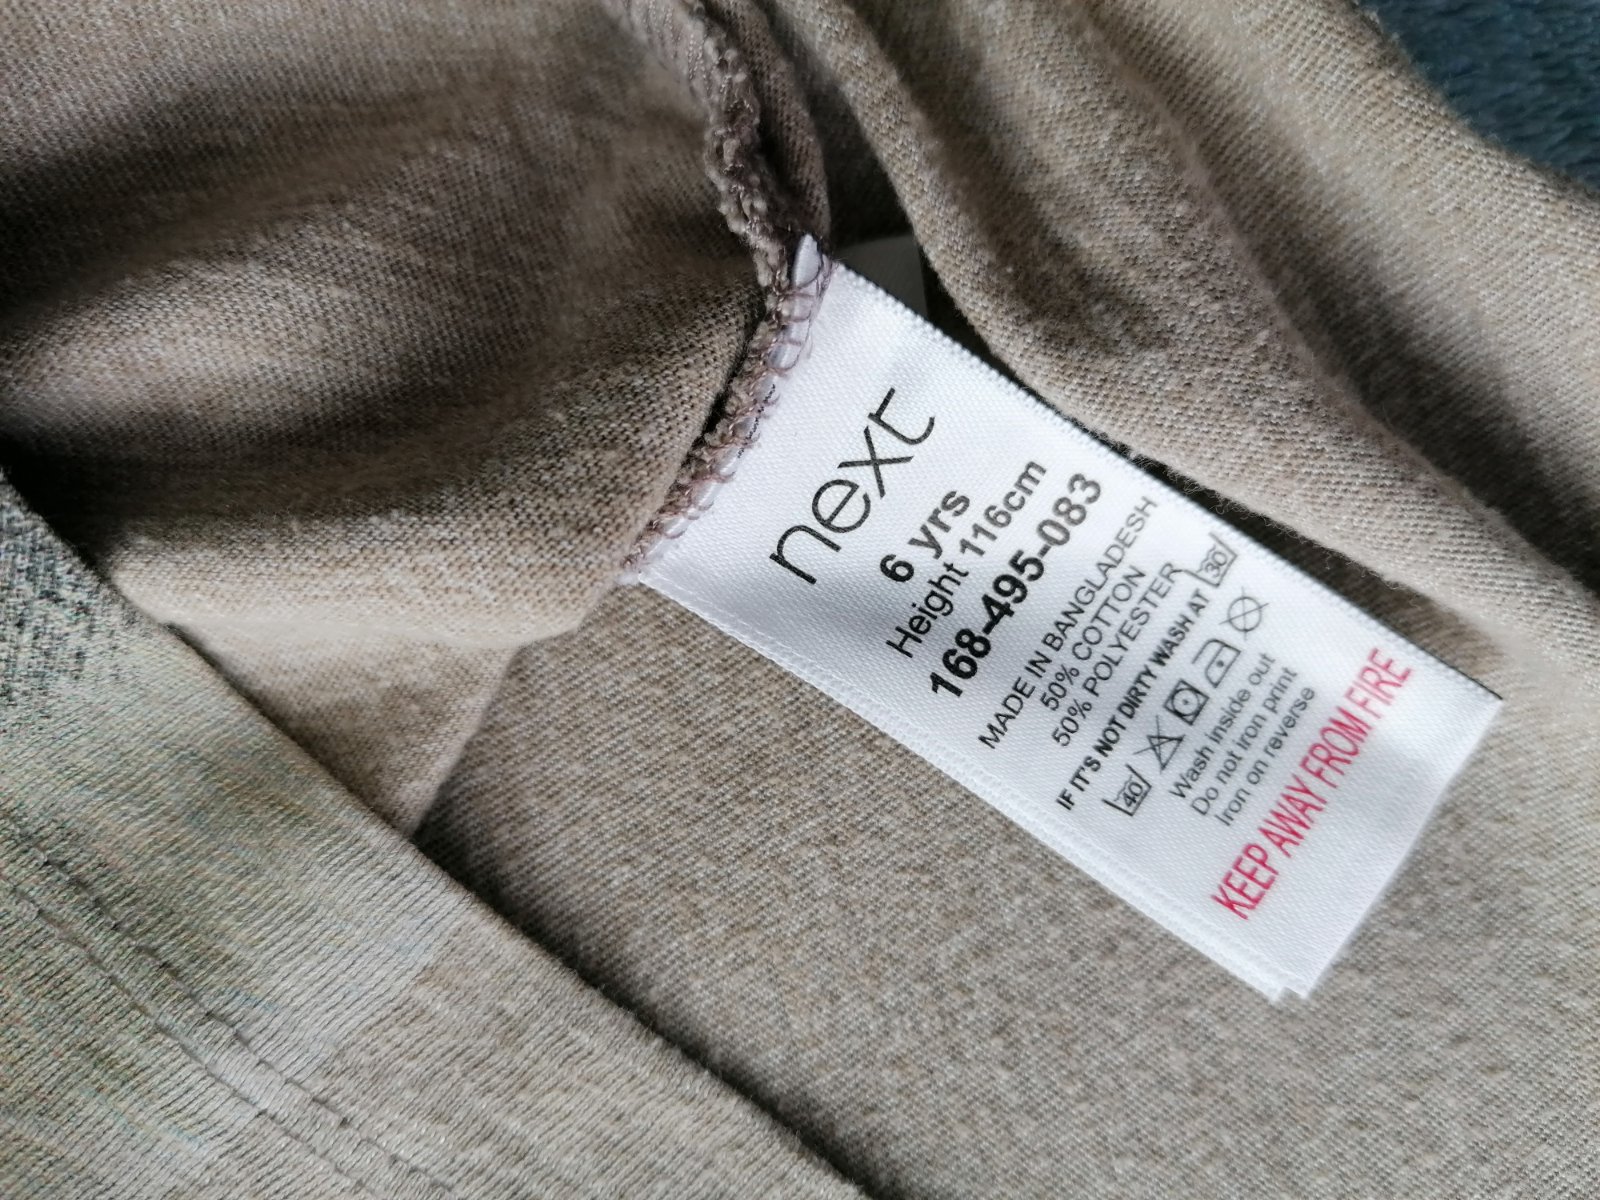 next
6 yrs
Height 116cm
168-495-083
MADE IN BANGLADESH
50% COTTON
50% POLYESTER
IF IT'S NOT DIRTY WASH AT 30
40
Wash inside out
Do not iron print
Iron on reverse
KEEP AWAY FROM FIRE